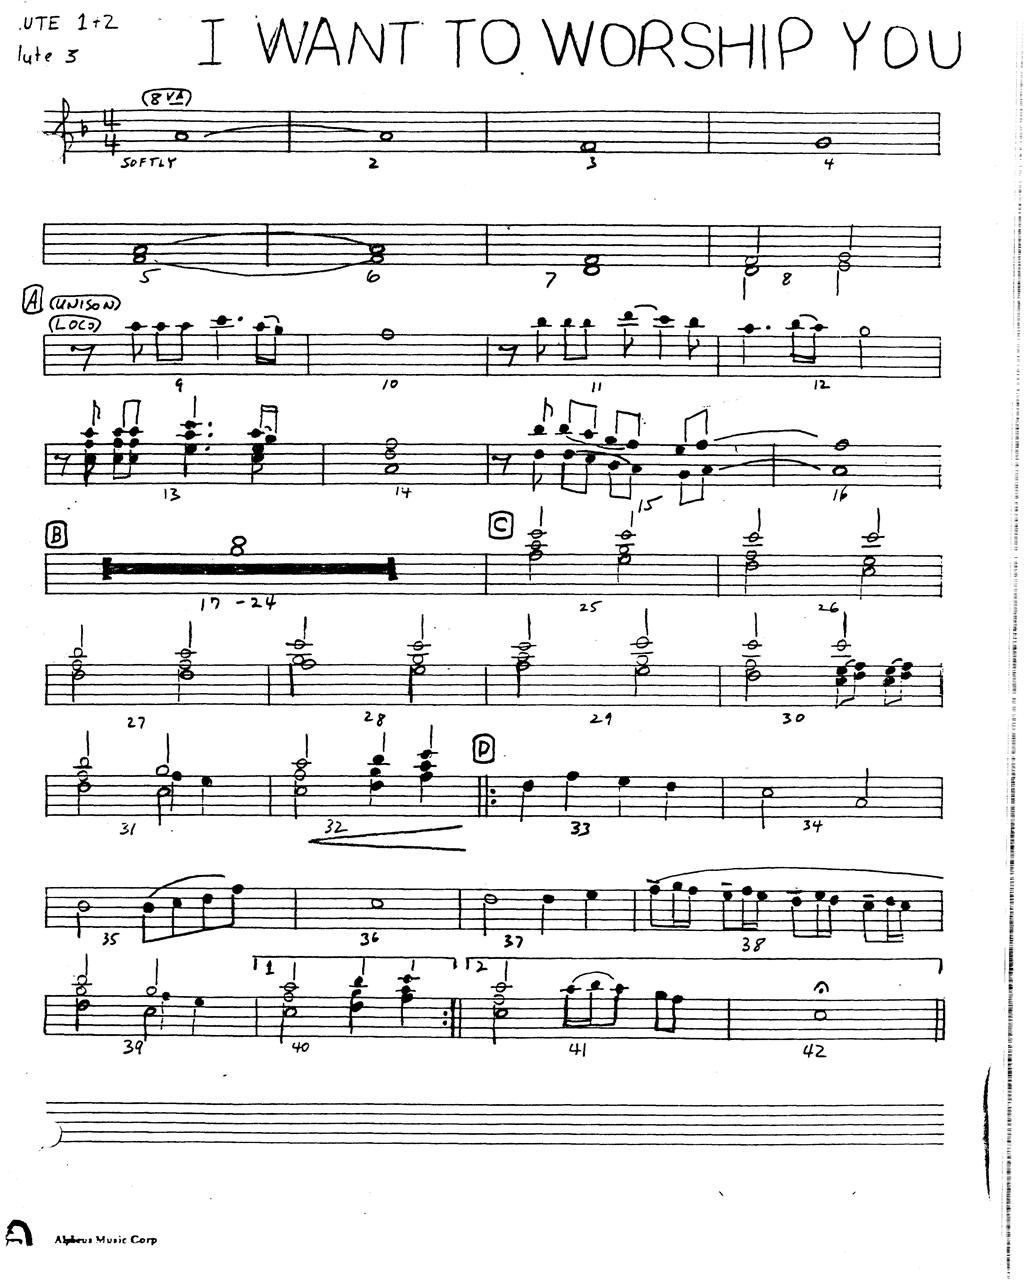 .UTE 1+2
lute 3
I WANT TO WORSHIP YOU
(8VA)
4
4
SOFTLY 2 3 4
5 6 7 8
A (UNISON)
(LOCO)
9 10 11 12
13 14 15 16
B 8 C
17-24 25 26
27 28 29 30
D
31 32 33 34
35 36 37 38
1 2
39 40 41 42
Alpheus Music Corp